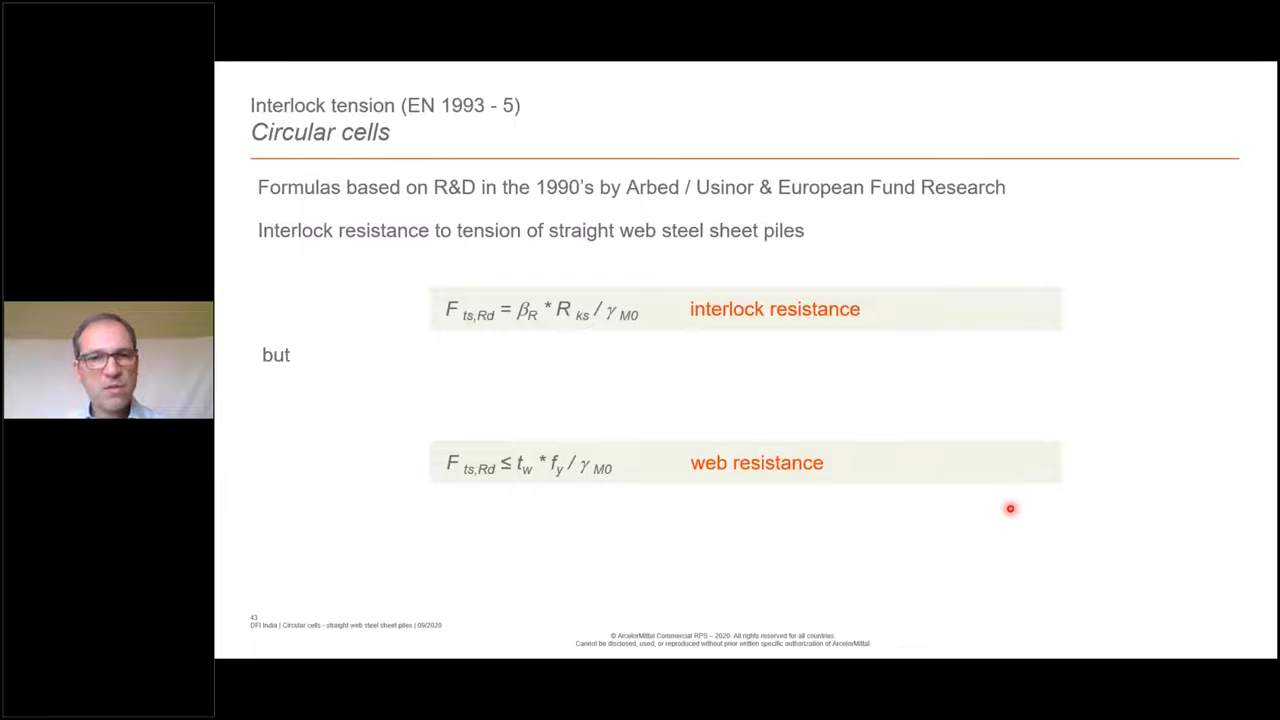 Interlock tension (EN 1993 - 5)
Circular cells
Formulas based on R&D in the 1990's by Arbed / Usinor & European Fund Research
Interlock resistance to tension of straight web steel sheet piles
F ts,Rd = βR * R ks / γ M0 interlock resistance
but
F ts,Rd ≤ tw * fy / γ M0 web resistance
43
DFI India | Circular cells - straight web steel sheet piles | 09/2020
© ArcelorMittal Commercial RPS – 2020. All rights reserved for all countries.
Cannot be disclosed, used, or reproduced without prior written specific authorization of ArcelorMittal.